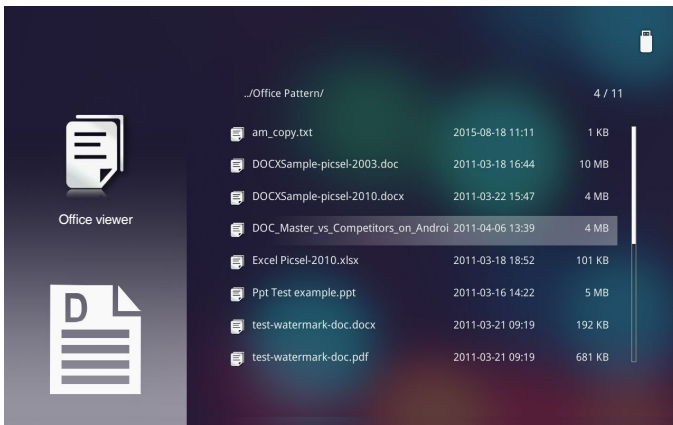 ../Office Pattern/ 4 / 11
am_copy.txt 2015-08-18 11:11 1 KB
DOCXSample-picsel-2003.doc 2011-03-18 16:44 10 MB
DOCXSample-picsel-2010.docx 2011-03-22 15:47 4 MB
Office viewer
DOC_Master_vs_Competitors_on_Androi 2011-04-06 13:39 4 MB
Excel Picsel-2010.xlsx 2011-03-18 18:52 101 KB
Ppt Test example.ppt 2011-03-16 14:22 5 MB
D
test-watermark-doc.docx 2011-03-21 09:19 192 KB
test-watermark-doc.pdf 2011-03-21 09:19 681 KB